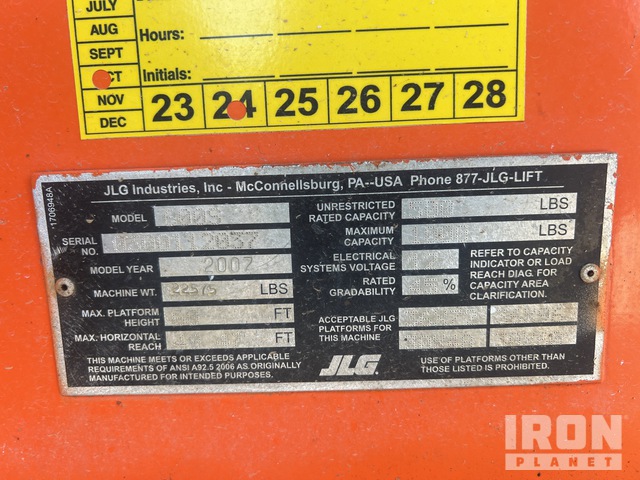 JULY
AUG
SEPT
OCT
NOV
DEC
Hours:
Initials:
23 24 25 26 27 28
1706948A
JLG Industries, Inc - McConnellsburg, PA--USA Phone 877-JLG-LIFT
MODEL
SERIAL NO.
MODEL YEAR 2007
MACHINE WT. 22575 LBS
MAX. PLATFORM HEIGHT FT
MAX. HORIZONTAL REACH FT
THIS MACHINE MEETS OR EXCEEDS APPLICABLE
REQUIREMENTS OF ANSI A92.5 2006 AS ORIGINALLY
MANUFACTURED FOR INTENDED PURPOSES.
UNRESTRICTED RATED CAPACITY LBS
MAXIMUM CAPACITY LBS
ELECTRICAL SYSTEMS VOLTAGE
RATED GRADABILITY %
REFER TO CAPACITY
INDICATOR OR LOAD
REACH DIAG. FOR
CAPACITY AREA
CLARIFICATION.
ACCEPTABLE JLG
PLATFORMS FOR
THIS MACHINE
JLG
USE OF PLATFORMS OTHER THAN
THOSE LISTED IS PROHIBITED.
IRON
PLANET